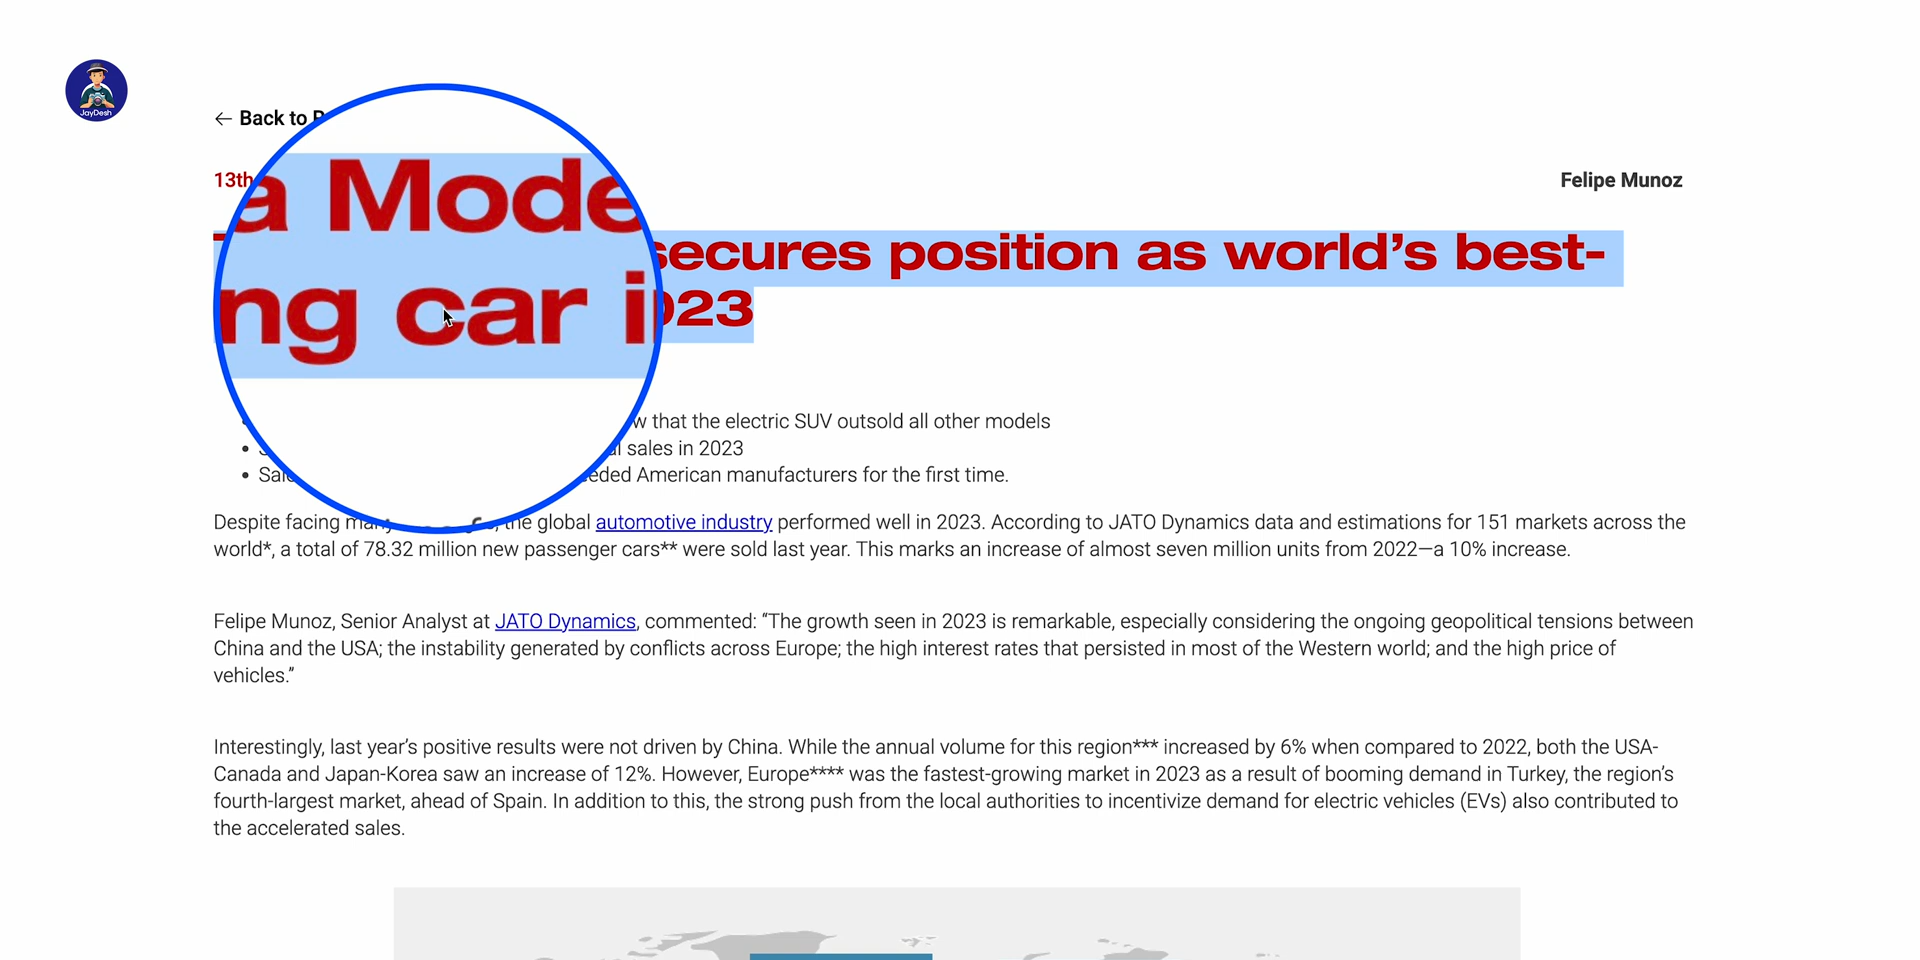 JayDesh
← Back to
13th
Felipe Munoz
a Mode
secures position as world's best-
ng car i
023
that the electric SUV outsold all other models
sales in 2023
American manufacturers for the first time.
Despite facing the global automotive industry performed well in 2023. According to JATO Dynamics data and estimations for 151 markets across the
world*, a total of 78.32 million new passenger cars** were sold last year. This marks an increase of almost seven million units from 2022—a 10% increase.
Felipe Munoz, Senior Analyst at JATO Dynamics, commented: “The growth seen in 2023 is remarkable, especially considering the ongoing geopolitical tensions between
China and the USA; the instability generated by conflicts across Europe; the high interest rates that persisted in most of the Western world; and the high price of
vehicles.”
Interestingly, last year's positive results were not driven by China. While the annual volume for this region*** increased by 6% when compared to 2022, both the USA-
Canada and Japan-Korea saw an increase of 12%. However, Europe**** was the fastest-growing market in 2023 as a result of booming demand in Turkey, the region's
fourth-largest market, ahead of Spain. In addition to this, the strong push from the local authorities to incentivize demand for electric vehicles (EVs) also contributed to
the accelerated sales.